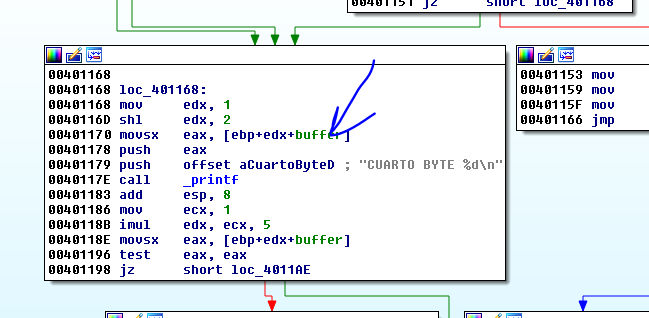 00401151 jz      short loc_401168
00401168
00401168 loc_401168:
00401168 mov     edx, 1
0040116D shl     edx, 2
00401170 movsx   eax, [ebp+edx+buffer]
00401178 push    eax
00401179 push    offset aCuartoByteD ; "CUARTO BYTE %d\n"
0040117E call    _printf
00401183 add     esp, 8
00401186 mov     ecx, 1
0040118B imul    edx, ecx, 5
0040118E movsx   eax, [ebp+edx+buffer]
00401196 test    eax, eax
00401198 jz      short loc_4011AE
00401153 mov
00401159 mov
0040115F mov
00401166 jmp